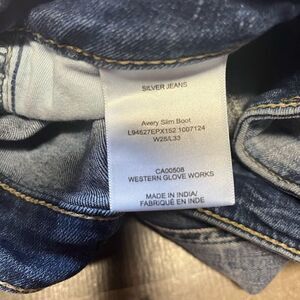 SILVER JEANS
Avery Slim Boot
L94627EPX152 1007124
W25/L33
CA00508
WESTERN GLOVE WORKS
MADE IN INDIA/
FABRIQUÉ EN INDE